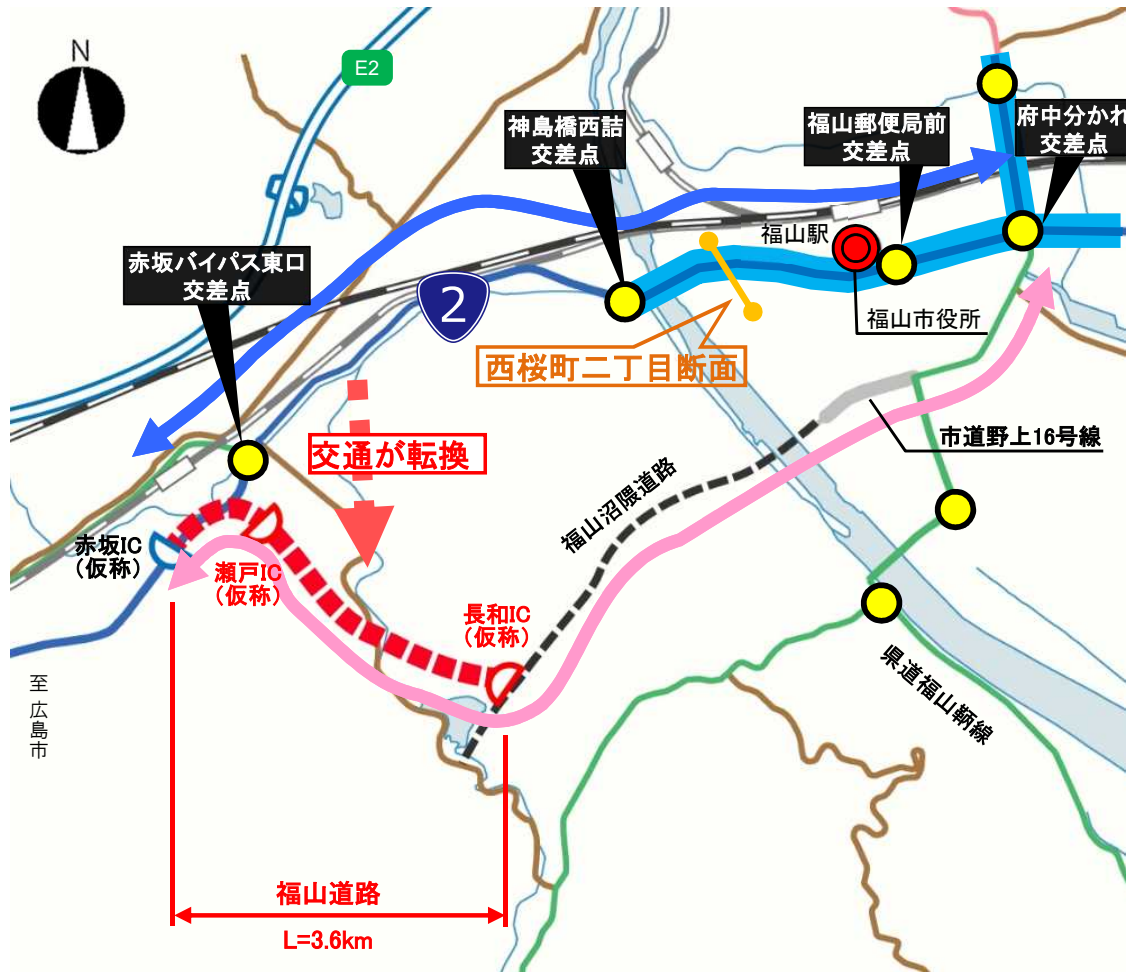 N
E2
神島橋西詰
交差点
福山郵便局前
交差点
府中分かれ
交差点
赤坂バイパス東口
交差点
福山駅
2
福山市役所
西桜町二丁目断面
市道野上16号線
交通が転換
福山沼隈道路
赤坂IC
（仮称）
瀬戸IC
（仮称）
長和IC
（仮称）
県道福山鞆線
至 広島市
福山道路
L=3.6km